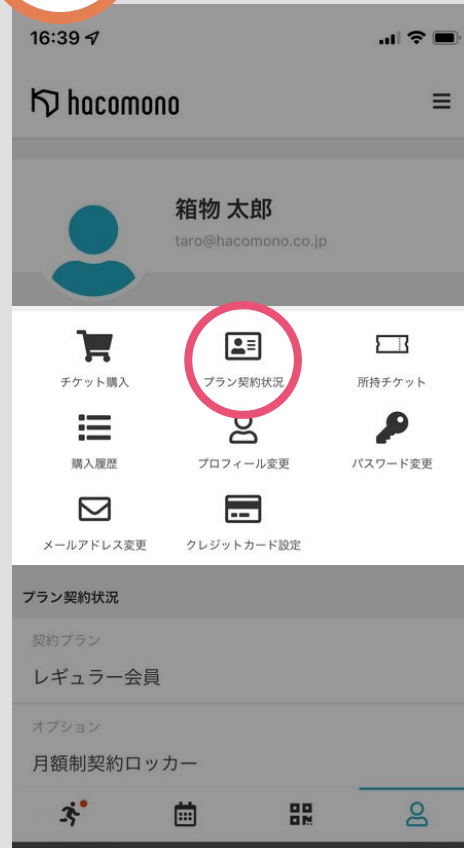 16:39
hacomono
箱物 太郎
taro@hacomono.co.jp
チケット購入
プラン契約状況
所持チケット
購入履歴
プロフィール変更
パスワード変更
メールアドレス変更
クレジットカード設定
プラン契約状況
契約プラン
レギュラー会員
オプション
月額制契約ロッカー